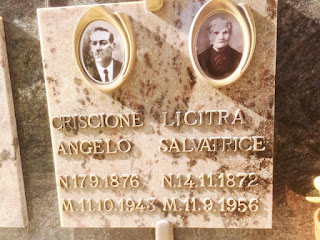 CRISCIONE LICITRA
ANGELO SALVATRICE
N.17.9.1876 N.14.11.1872
M.11.10.1943 M.11.9.1956